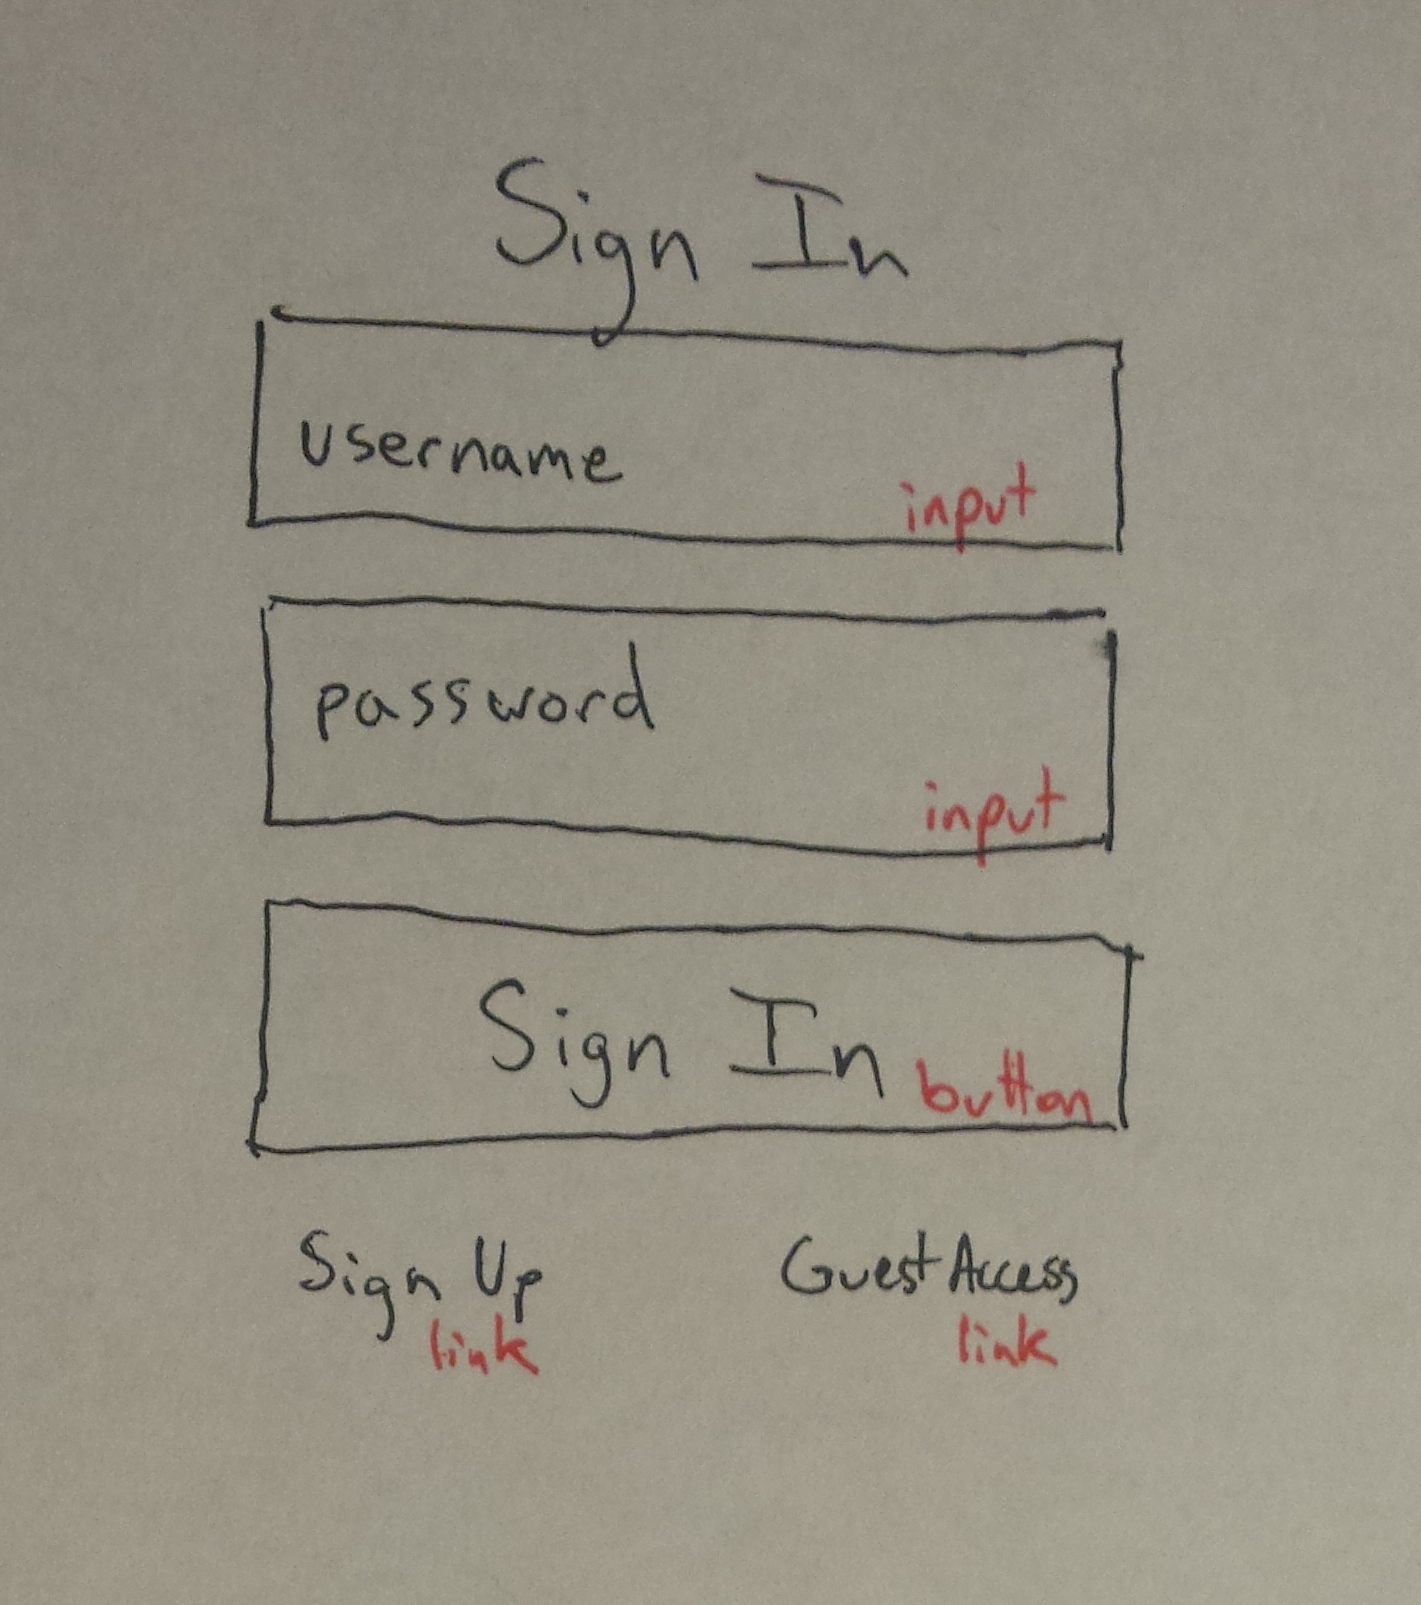 Sign In
username
input
password
input
Sign In button
Sign Up Guest Access
link link